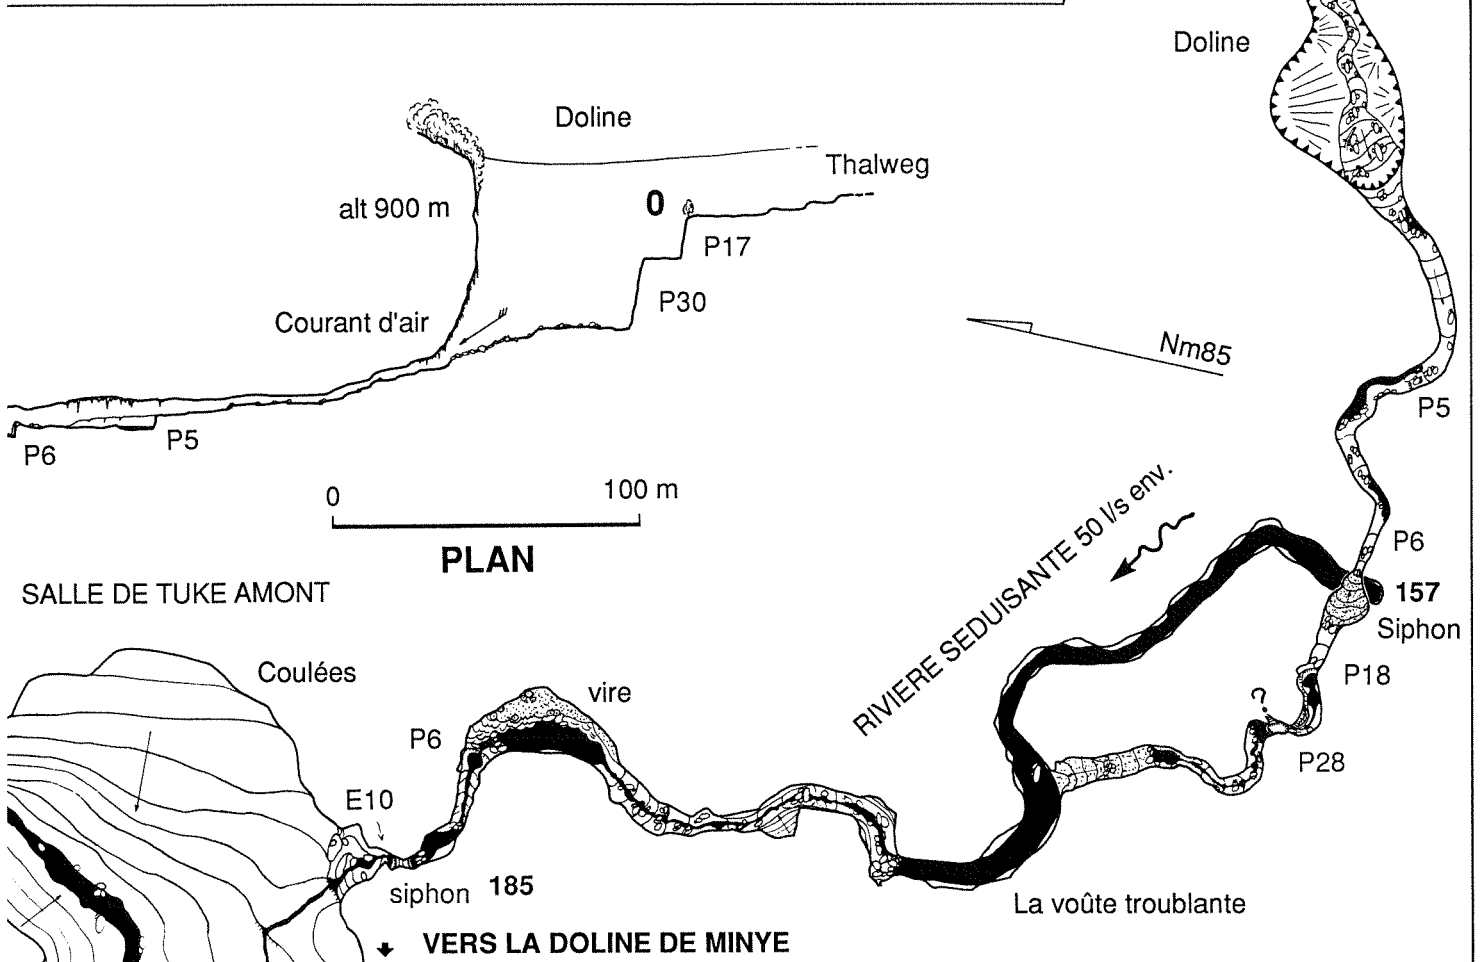 Doline
Doline
Thalweg
alt 900 m
0
P17
P30
Courant d'air
Nm85
P5
P5
P6
0 100 m
PLAN
RIVIERE SEDUISANTE 50 l/s env.
P6
157
Siphon
SALLE DE TUKE AMONT
Coulées
vire
P18
?
P6
P28
E10
siphon 185
La voûte troublante
VERS LA DOLINE DE MINYE